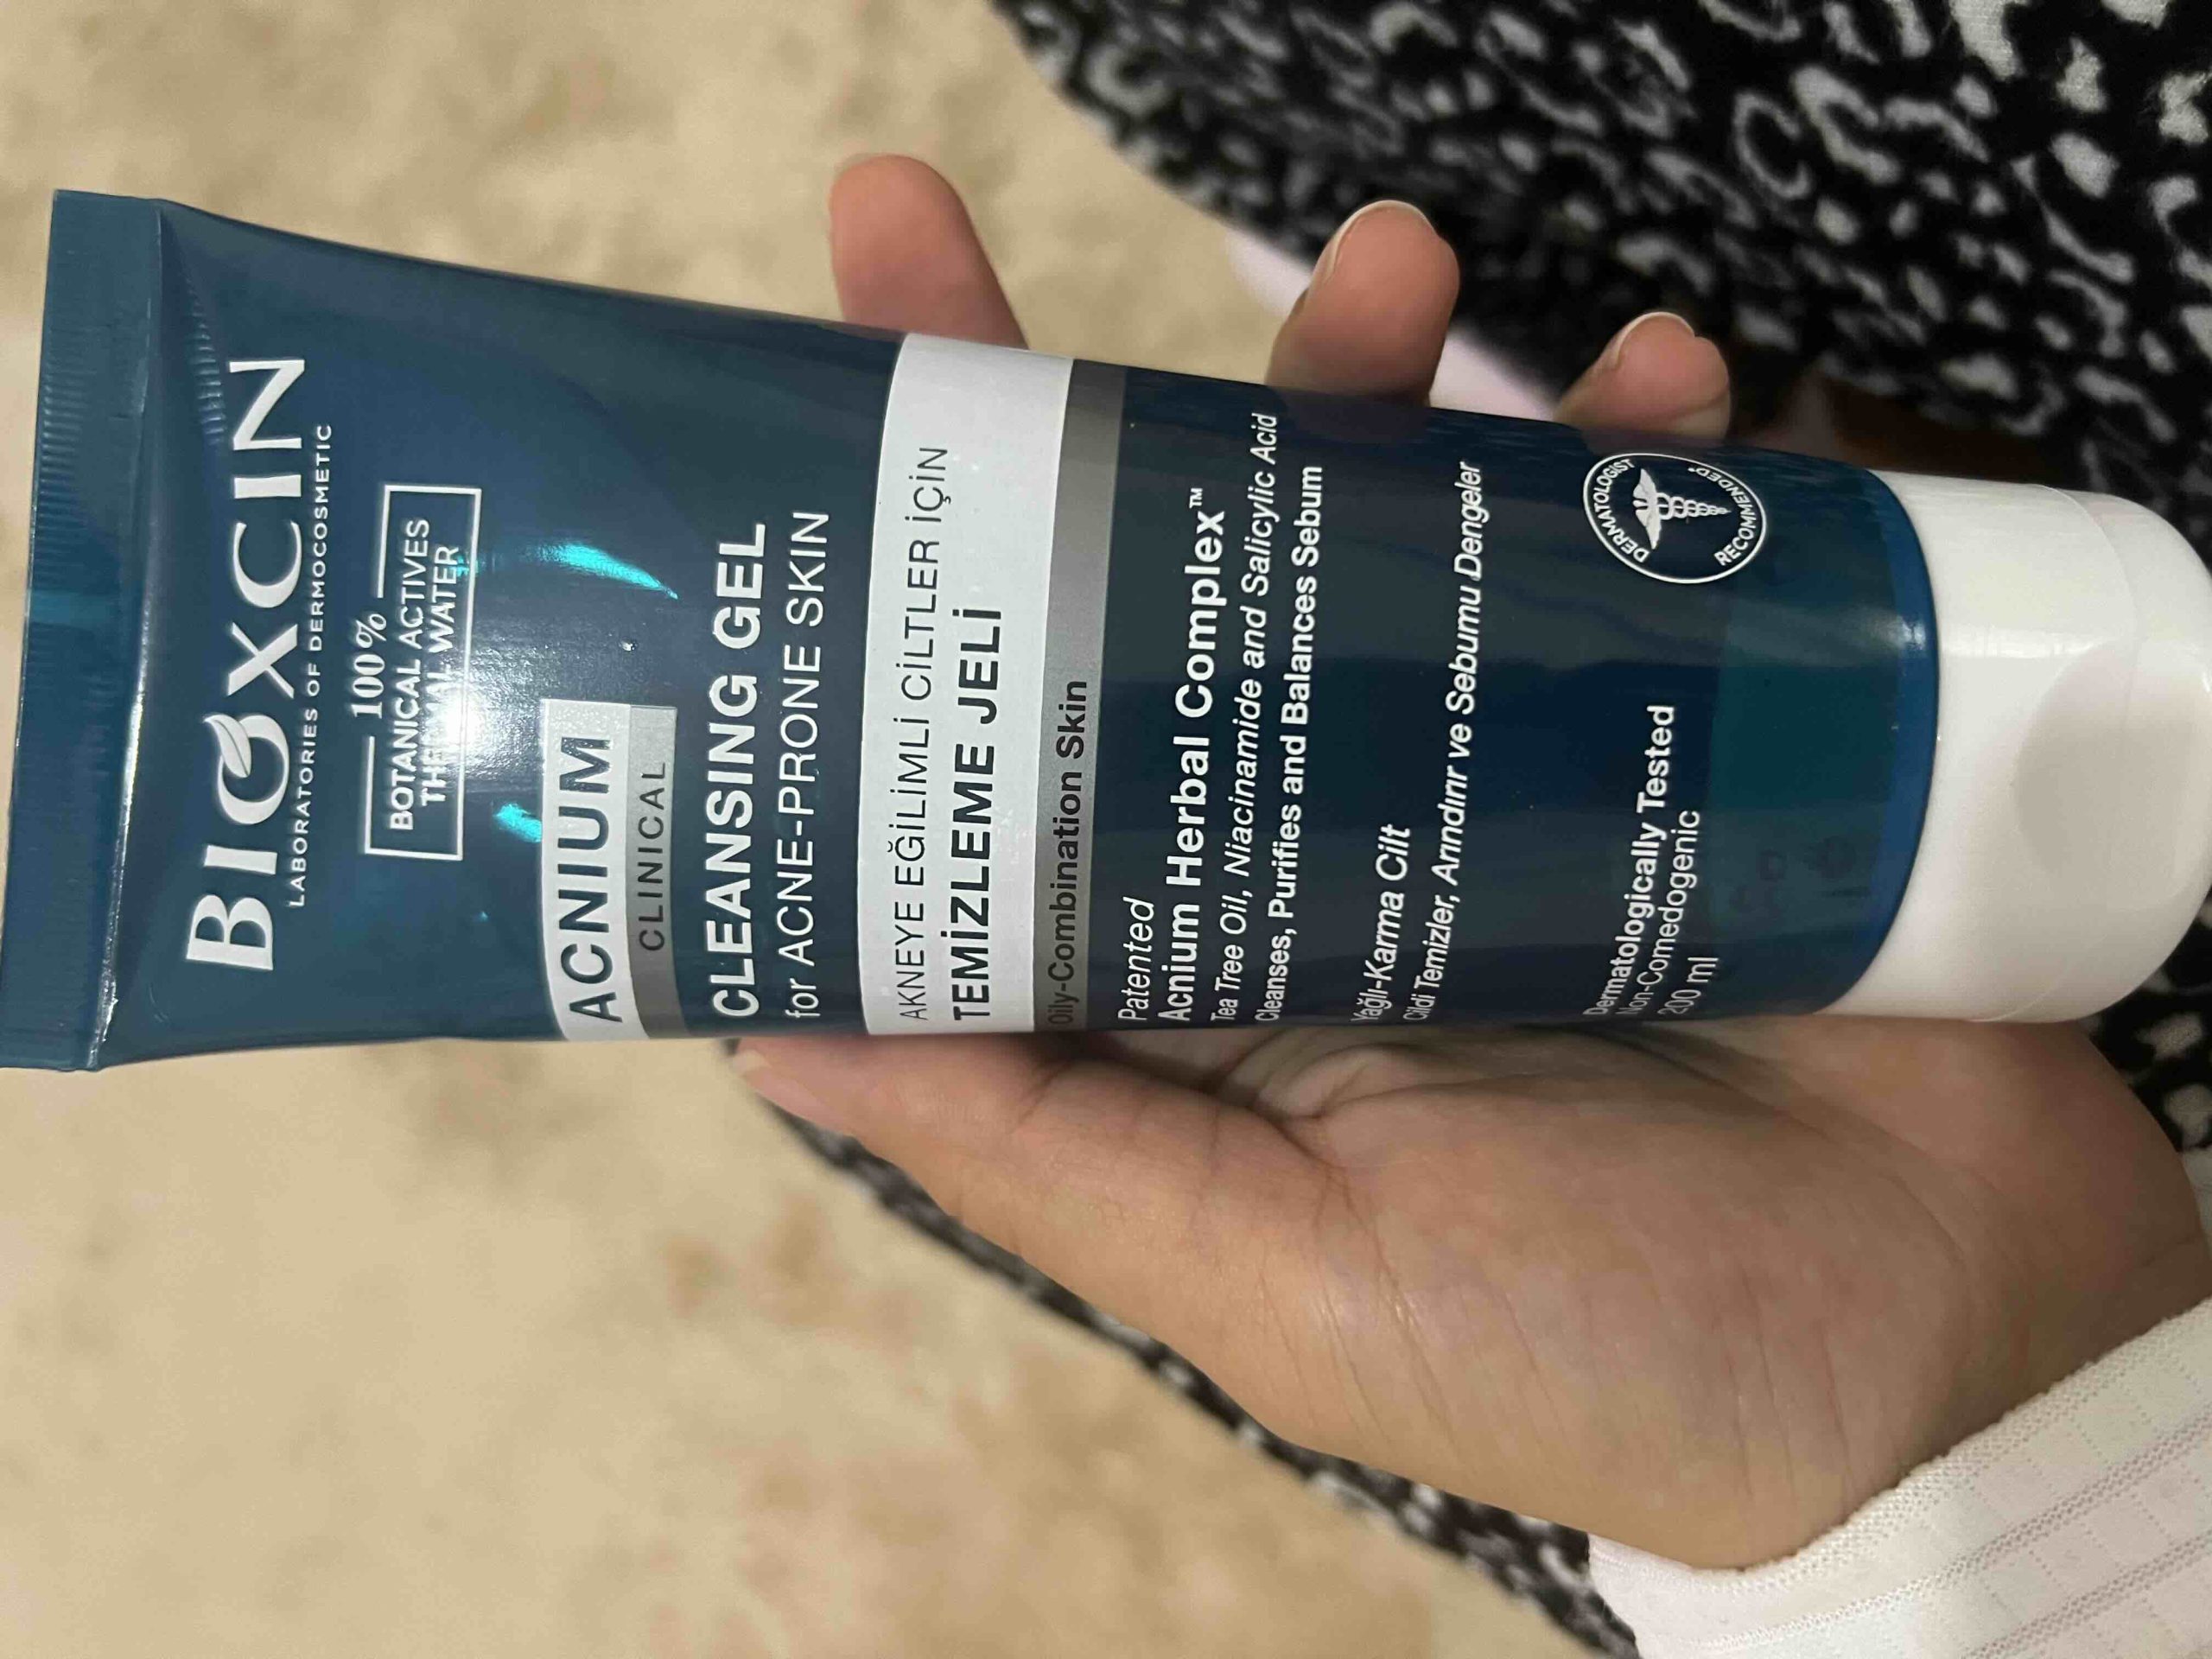 BIOXCIN
LABORATORIES OF DERMOCOSMETIC
100%
BOTANICAL ACTIVES
THERMAL WATER
ACNIUM
CLINICAL
CLEANSING GEL
for ACNE-PRONE SKIN
AKNEYE EĞİLİMLİ CİLTLER İÇİN
TEMİZLEME JELİ
Oily-Combination Skin
Patented
Acnium Herbal Complex™
Tea Tree Oil, Niacinamide and Salicylic Acid
Cleanses, Purifies and Balances Sebum
Yağlı-Karma Cilt
Cildi Temizler, Arındırır ve Sebumu Dengeler
Dermatologically Tested
Non-Comedogenic
200 ml
DERMATOLOGIST
RECOMMENDED